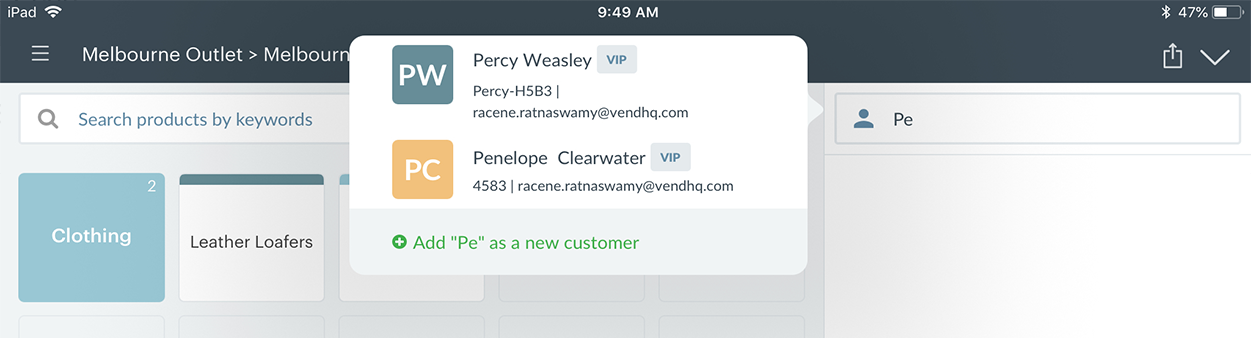 iPad 9:49 AM 47%
Melbourne Outlet > Melbourn
Search products by keywords
PW Percy Weasley VIP
Percy-H5B3 |
racene.ratnaswamy@vendhq.com
PC Penelope Clearwater VIP
4583 | racene.ratnaswamy@vendhq.com
Add "Pe" as a new customer
Pe
2
Clothing
Leather Loafers